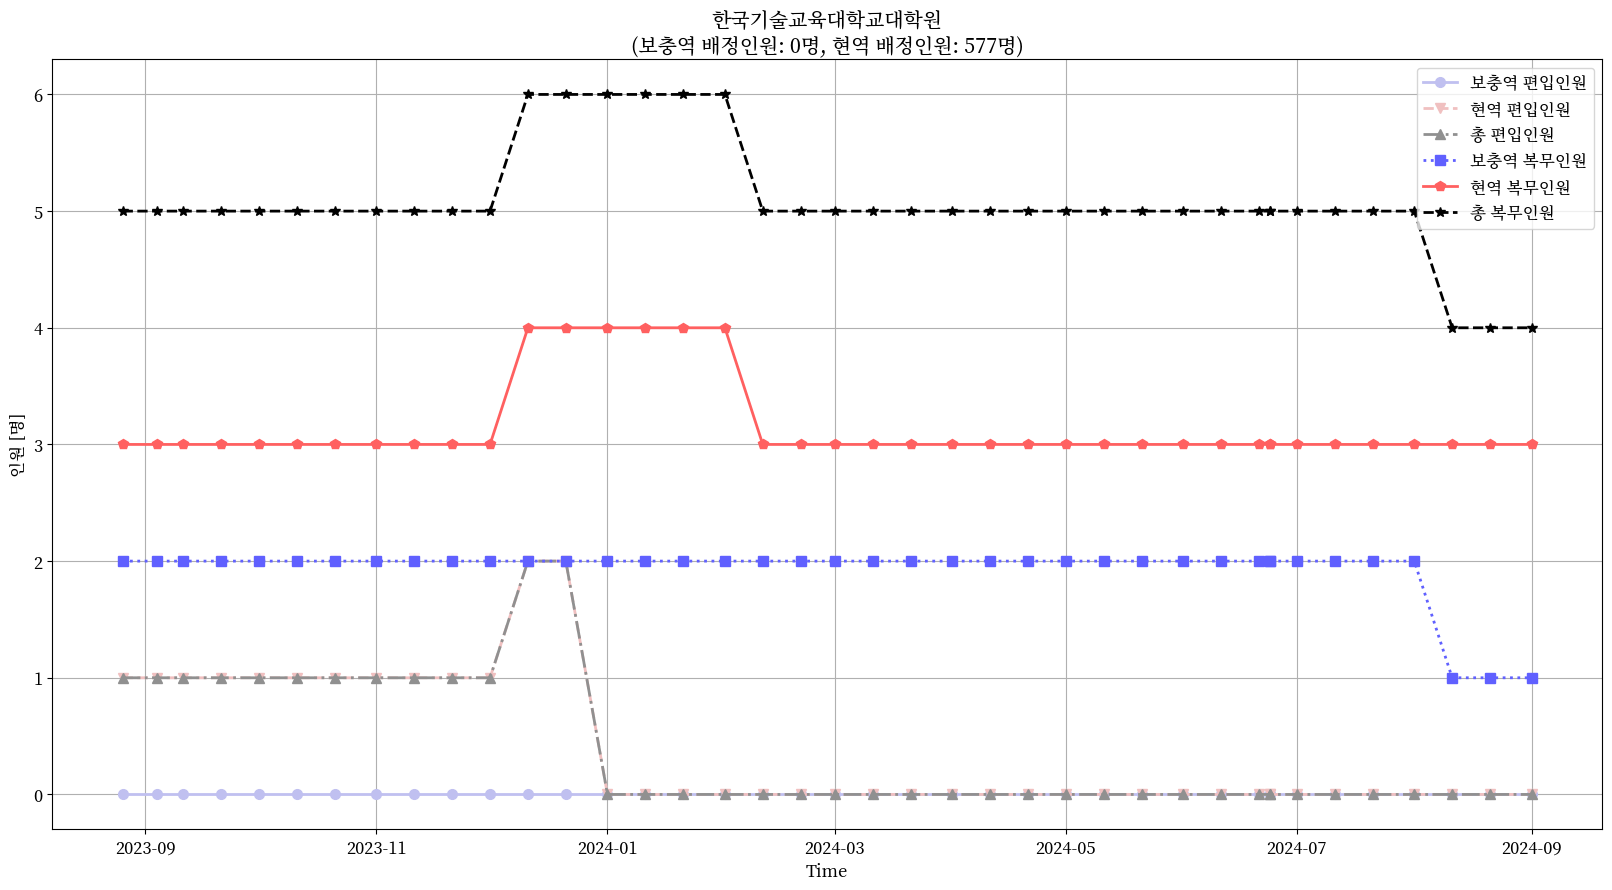 한국기술교육대학교대학원
(보충역 배정인원: 0명, 현역 배정인원: 577명)
보충역 편입인원
현역 편입인원
총 편입인원
보충역 복무인원
현역 복무인원
총 복무인원
인원 [명]
6
5
4
3
2
1
0
2023-09 2023-11 2024-01 2024-03 2024-05 2024-07 2024-09
Time